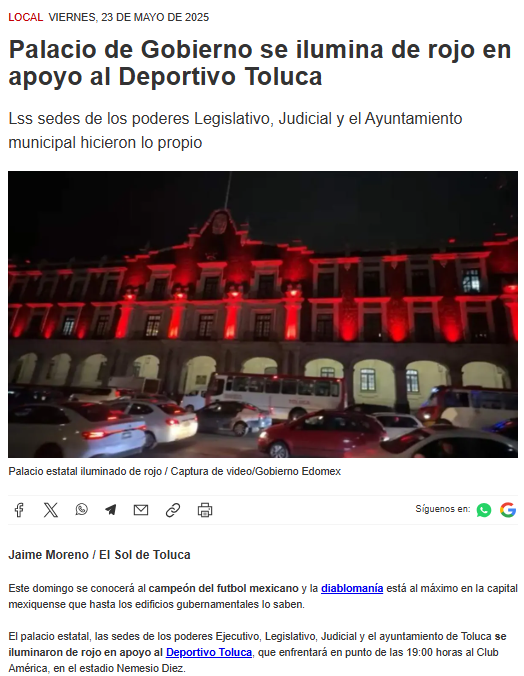 LOCAL VIERNES, 23 DE MAYO DE 2025
Palacio de Gobierno se ilumina de rojo en
apoyo al Deportivo Toluca
Lss sedes de los poderes Legislativo, Judicial y el Ayuntamiento
municipal hicieron lo propio
Palacio estatal iluminado de rojo / Captura de video/Gobierno Edomex
Síguenos en:
Jaime Moreno / El Sol de Toluca
Este domingo se conocerá al campeón del futbol mexicano y la diablomanía está al máximo en la capital
mexiquense que hasta los edificios gubernamentales lo saben.
El palacio estatal, las sedes de los poderes Ejecutivo, Legislativo, Judicial y el ayuntamiento de Toluca se
iluminaron de rojo en apoyo al Deportivo Toluca, que enfrentará en punto de las 19:00 horas al Club
América, en el estadio Nemesio Diez.